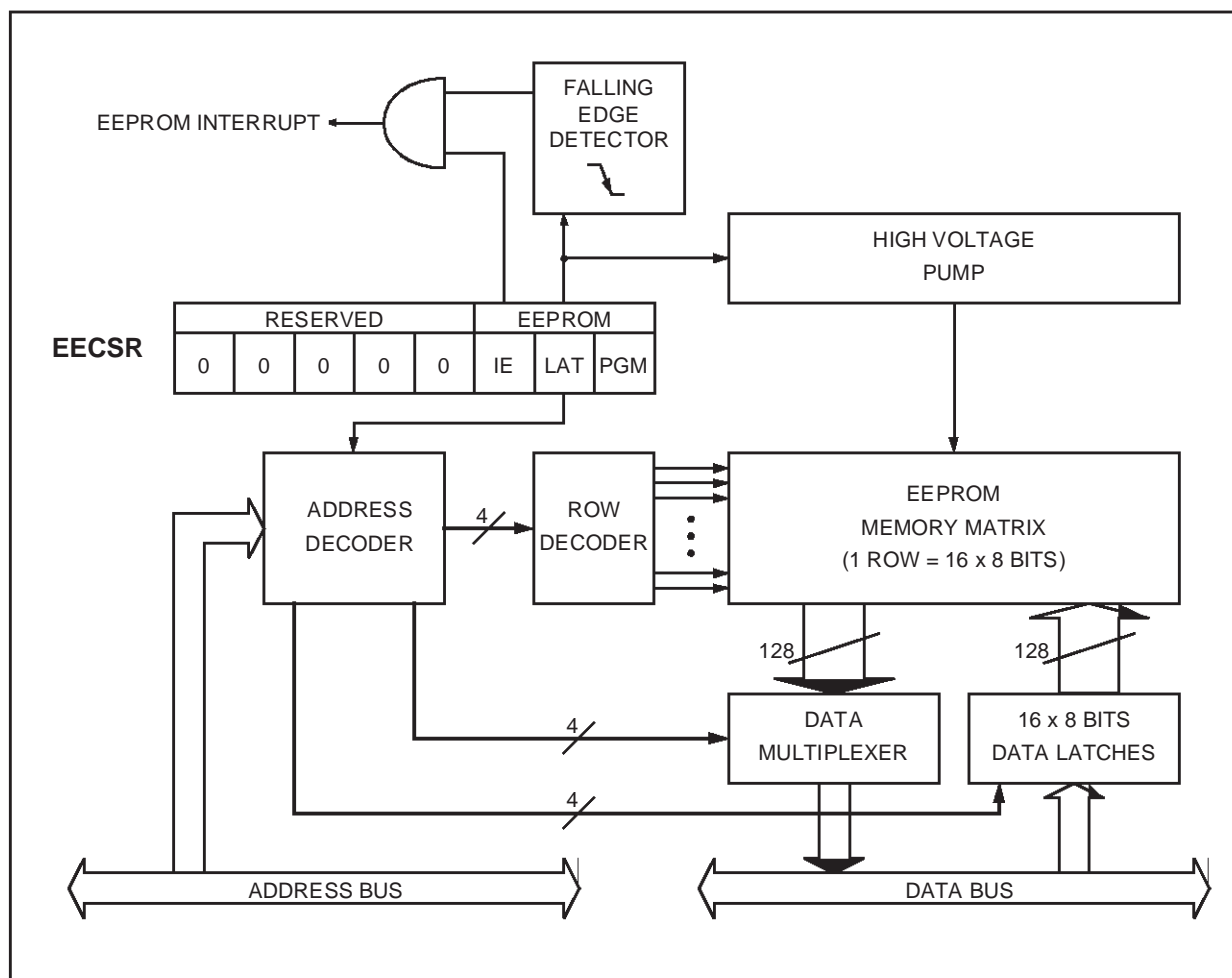 FALLING
EDGE
DETECTOR
EEPROM INTERRUPT
HIGH VOLTAGE
PUMP
RESERVED EEPROM
EECSR
0 0 0 0 0 IE LAT PGM
ADDRESS
DECODER
4
ROW
DECODER
EEPROM
MEMORY MATRIX
(1 ROW = 16 x 8 BITS)
128
128
4
DATA
MULTIPLEXER
16 x 8 BITS
DATA LATCHES
4
ADDRESS BUS
DATA BUS